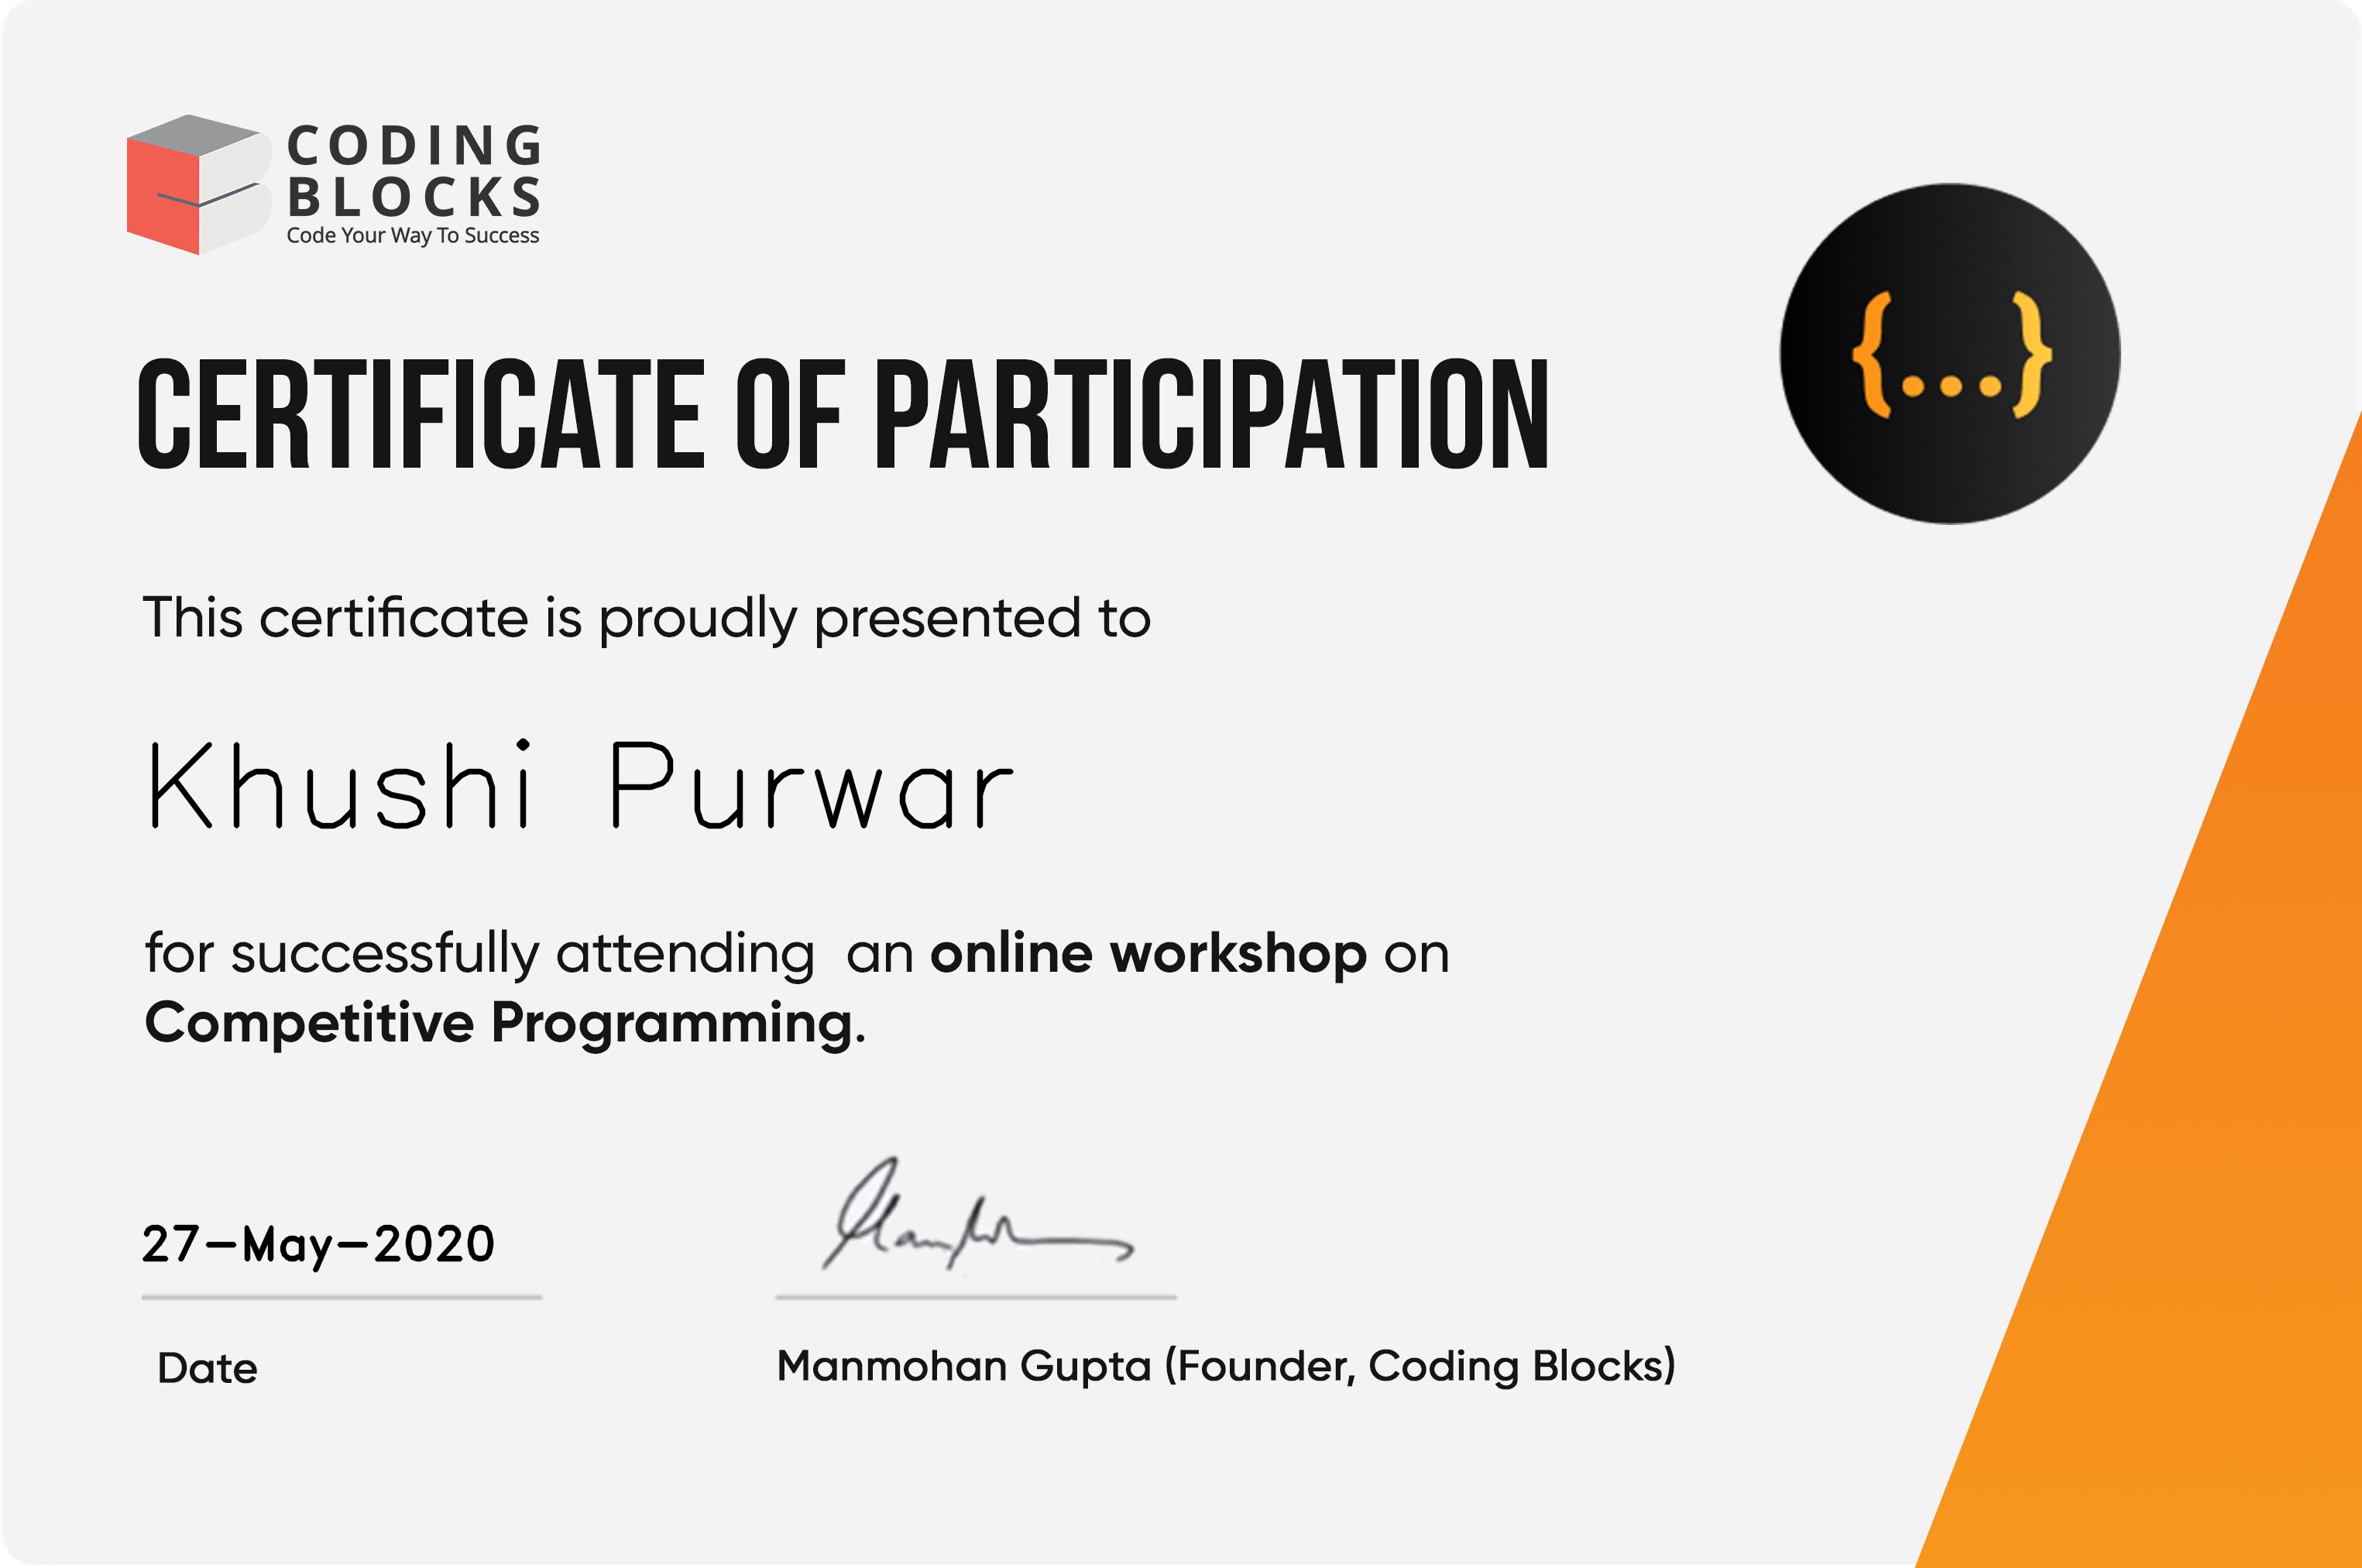 CODING
BLOCKS
Code Your Way To Success
{...}
CERTIFICATE OF PARTICIPATION
This certificate is proudly presented to
Khushi Purwar
for successfully attending an online workshop on
Competitive Programming.
27-May-2020
Date
Manmohan Gupta (Founder, Coding Blocks)